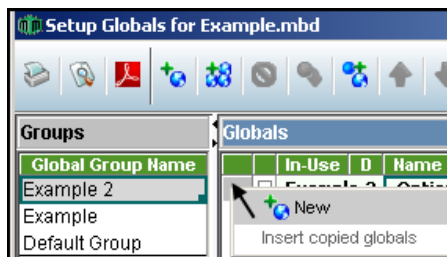 Setup Globals for Example.mbd
Groups
Globals
Global Group Name
In-Use D Name
Example 2
Example
Default Group
New
Insert copied globals